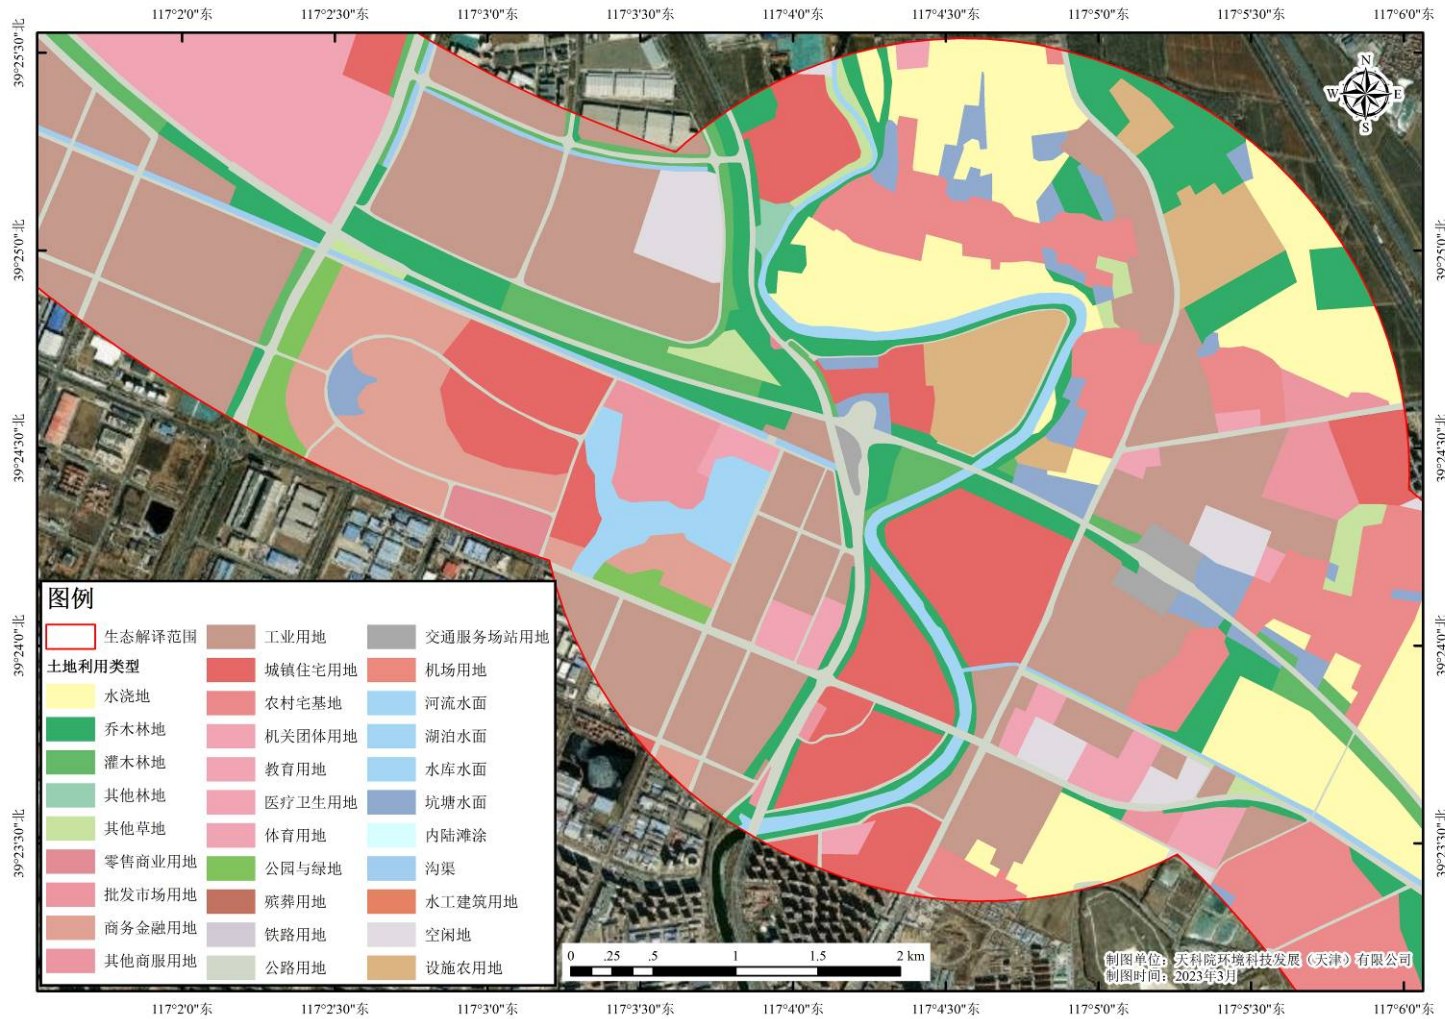 117°2'0"东 117°2'30"东 117°3'0"东 117°3'30"东 117°4'0"东 117°4'30"东 117°5'0"东 117°5'30"东 117°6'0"东
39°25'30"北
39°25'0"北
39°24'30"北
39°24'0"北
39°23'30"北
N
W E
S
39°25'0"北
39°24'30"北
39°24'0"北
39°23'30"北
图例
生态解译范围
土地利用类型
水浇地
乔木林地
灌木林地
其他林地
其他草地
零售商业用地
批发市场用地
商务金融用地
其他商服用地
工业用地
城镇住宅用地
农村宅基地
机关团体用地
教育用地
医疗卫生用地
体育用地
公园与绿地
殡葬用地
铁路用地
公路用地
交通服务场站用地
机场用地
河流水面
湖泊水面
水库水面
坑塘水面
内陆滩涂
沟渠
水工建筑用地
空闲地
设施农用地
0 .25 .5 1 1.5 2 km
制图单位：天科院环境科技发展（天津）有限公司
制图时间：2023年3月
117°2'0"东 117°2'30"东 117°3'0"东 117°3'30"东 117°4'0"东 117°4'30"东 117°5'0"东 117°5'30"东 117°6'0"东